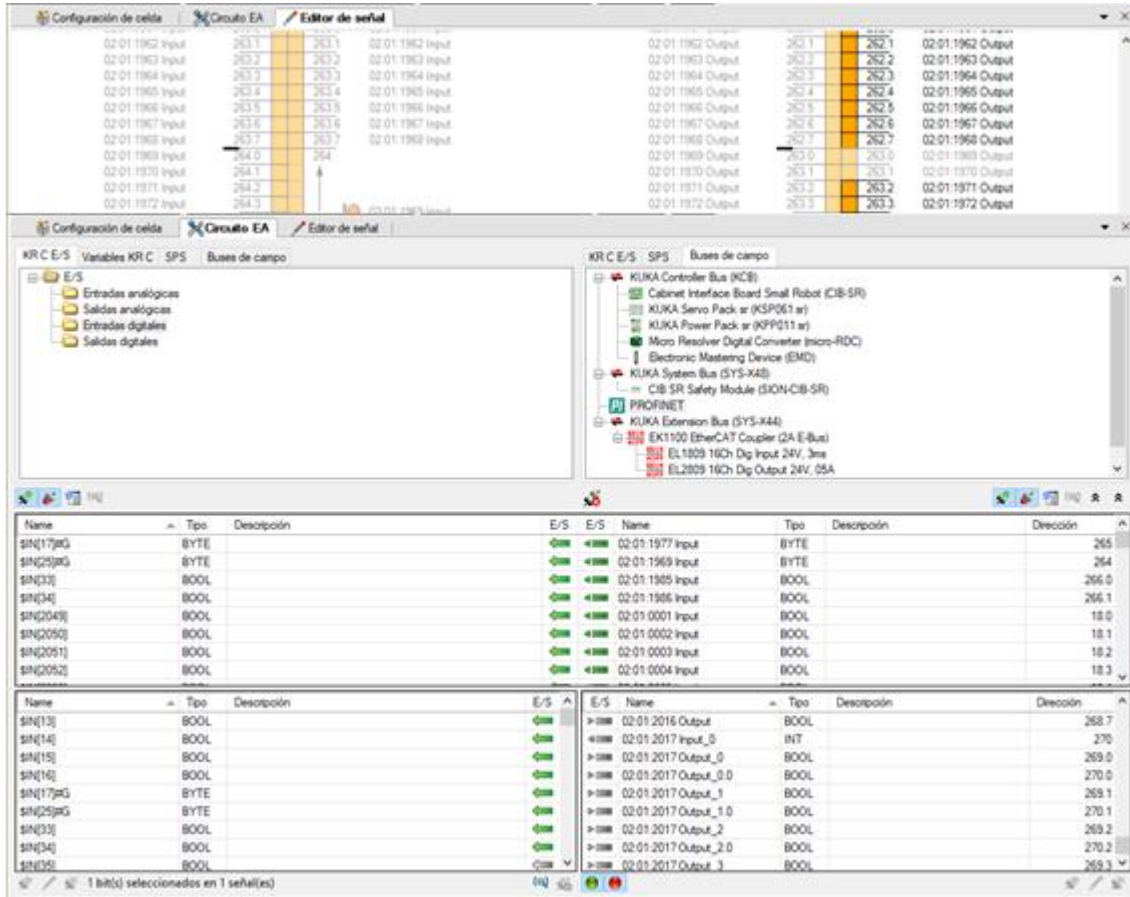 Configuración de celda Circuito EA Editor de señal
02:01:1962 Input 263.1 263.1 02:01:1962 Input 02:01:1962 Output 262.1 262.1 02:01:1962 Output
02:01:1963 Input 263.2 263.2 02:01:1963 Input 02:01:1963 Output 262.2 262.2 02:01:1963 Output
02:01:1964 Input 263.3 263.3 02:01:1964 Input 02:01:1964 Output 262.3 262.3 02:01:1964 Output
02:01:1965 Input 263.4 263.4 02:01:1965 Input 02:01:1965 Output 262.4 262.4 02:01:1965 Output
02:01:1966 Input 263.5 263.5 02:01:1966 Input 02:01:1966 Output 262.5 262.5 02:01:1966 Output
02:01:1967 Input 263.6 263.6 02:01:1967 Input 02:01:1967 Output 262.6 262.6 02:01:1967 Output
02:01:1968 Input 263.7 263.7 02:01:1968 Input 02:01:1968 Output 262.7 262.7 02:01:1968 Output
02:01:1969 Input 264.0 264 02:01:1969 Output 263.0 263.0 02:01:1969 Output
02:01:1970 Input 264.1 02:01:1970 Output 263.1 263.1 02:01:1970 Output
02:01:1971 Input 264.2 02:01:1971 Output 263.2 263.2 02:01:1971 Output
02:01:1972 Input 264.3 02:01:1972 Output 263.3 263.3 02:01:1972 Output
Configuración de celda Circuito EA Editor de señal
KR C E/S Variables KR C SPS Buses de campo KR C E/S SPS Buses de campo
E/S
Entradas analógicas
Salidas analógicas
Entradas digitales
Salidas digitales
KUKA Controller Bus (KCB)
Cabinet Interface Board Small Robot (CIB-SR)
KUKA Servo Pack sr (KSP061 sr)
KUKA Power Pack sr (KPP011 sr)
Micro Resolver Digital Converter (micro-RDC)
Electronic Mastering Device (EMD)
KUKA System Bus (SYS-X48)
CIB SR Safety Module (SION-CIB-SR)
PROFINET
KUKA Extension Bus (SYS-X44)
EK1100 EtherCAT Coupler (2A E-Bus)
EL1809 16Ch Dig Input 24V, 3ms
EL2809 16Ch Dig Output 24V, 05A
Name Tipo Descripción E/S E/S Name Tipo Descripción Dirección
$IN[17]#G BYTE 02:01:1977 Input BYTE 265
$IN[25]#G BYTE 02:01:1969 Input BYTE 264
$IN[33] BOOL 02:01:1985 Input BOOL 266.0
$IN[34] BOOL 02:01:1986 Input BOOL 266.1
$IN[2049] BOOL 02:01:0001 Input BOOL 18.0
$IN[2050] BOOL 02:01:0002 Input BOOL 18.1
$IN[2051] BOOL 02:01:0003 Input BOOL 18.2
$IN[2052] BOOL 02:01:0004 Input BOOL 18.3
Name Tipo Descripción E/S E/S Name Tipo Descripción Dirección
$IN[13] BOOL 02:01:2016 Output BOOL 268.7
$IN[14] BOOL 02:01:2017 Input_0 INT 270
$IN[15] BOOL 02:01:2017 Output_0 BOOL 269.0
$IN[16] BOOL 02:01:2017 Output_0.0 BOOL 270.0
$IN[17]#G BYTE 02:01:2017 Output_1 BOOL 269.1
$IN[25]#G BYTE 02:01:2017 Output_1.0 BOOL 270.1
$IN[33] BOOL 02:01:2017 Output_2 BOOL 269.2
$IN[34] BOOL 02:01:2017 Output_2.0 BOOL 270.2
$IN[35] BOOL 02:01:2017 Output_3 BOOL 269.3
1 bit(s) seleccionados en 1 señal(es)